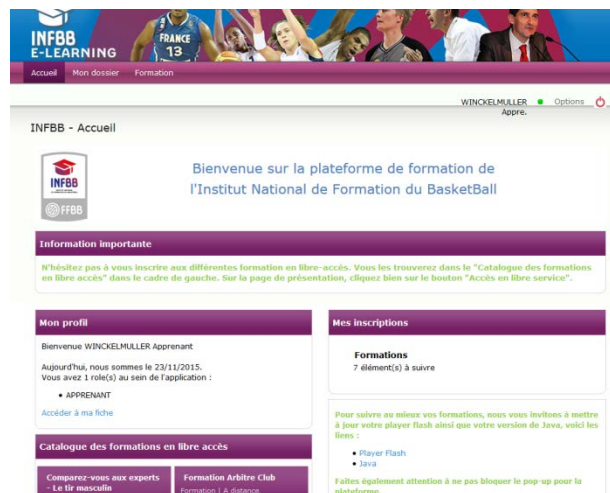 INFBB
E-LEARNING
FRANCE
13
Accueil Mon dossier Formation
WINCKELMULLER Options
Appre.
INFBB - Accueil
INFBB
FFBB
Bienvenue sur la plateforme de formation de
l'Institut National de Formation du BasketBall
Information importante
N'hésitez pas à vous inscrire aux différentes formation en libre-accés. Vous les trouverez dans le "Catalogue des formations
en libre accès" dans le cadre de gauche. Sur la page de présentation, cliquez bien sur le bouton "Accès en libre service".
Mon profil
Bienvenue WINCKELMULLER Apprenant
Aujourd'hui, nous sommes le 23/11/2015.
Vous avez 1 role(s) au sein de l'application :
• APPRENANT
Accéder à ma fiche
Catalogue des formations en libre accès
Comparez-vous aux experts
- Le tir masculin
Formation Arbitre Club
Formation | A distance
Mes inscriptions
Formations
7 élément(s) à suivre
Pour suivre au mieux vos formations, nous vous invitons à mettre
à jour votre player flash ainsi que votre version de Java, voici les
liens :
• Player Flash
• Java
Faites également attention à ne pas bloquer le pop-up pour la
plateforme